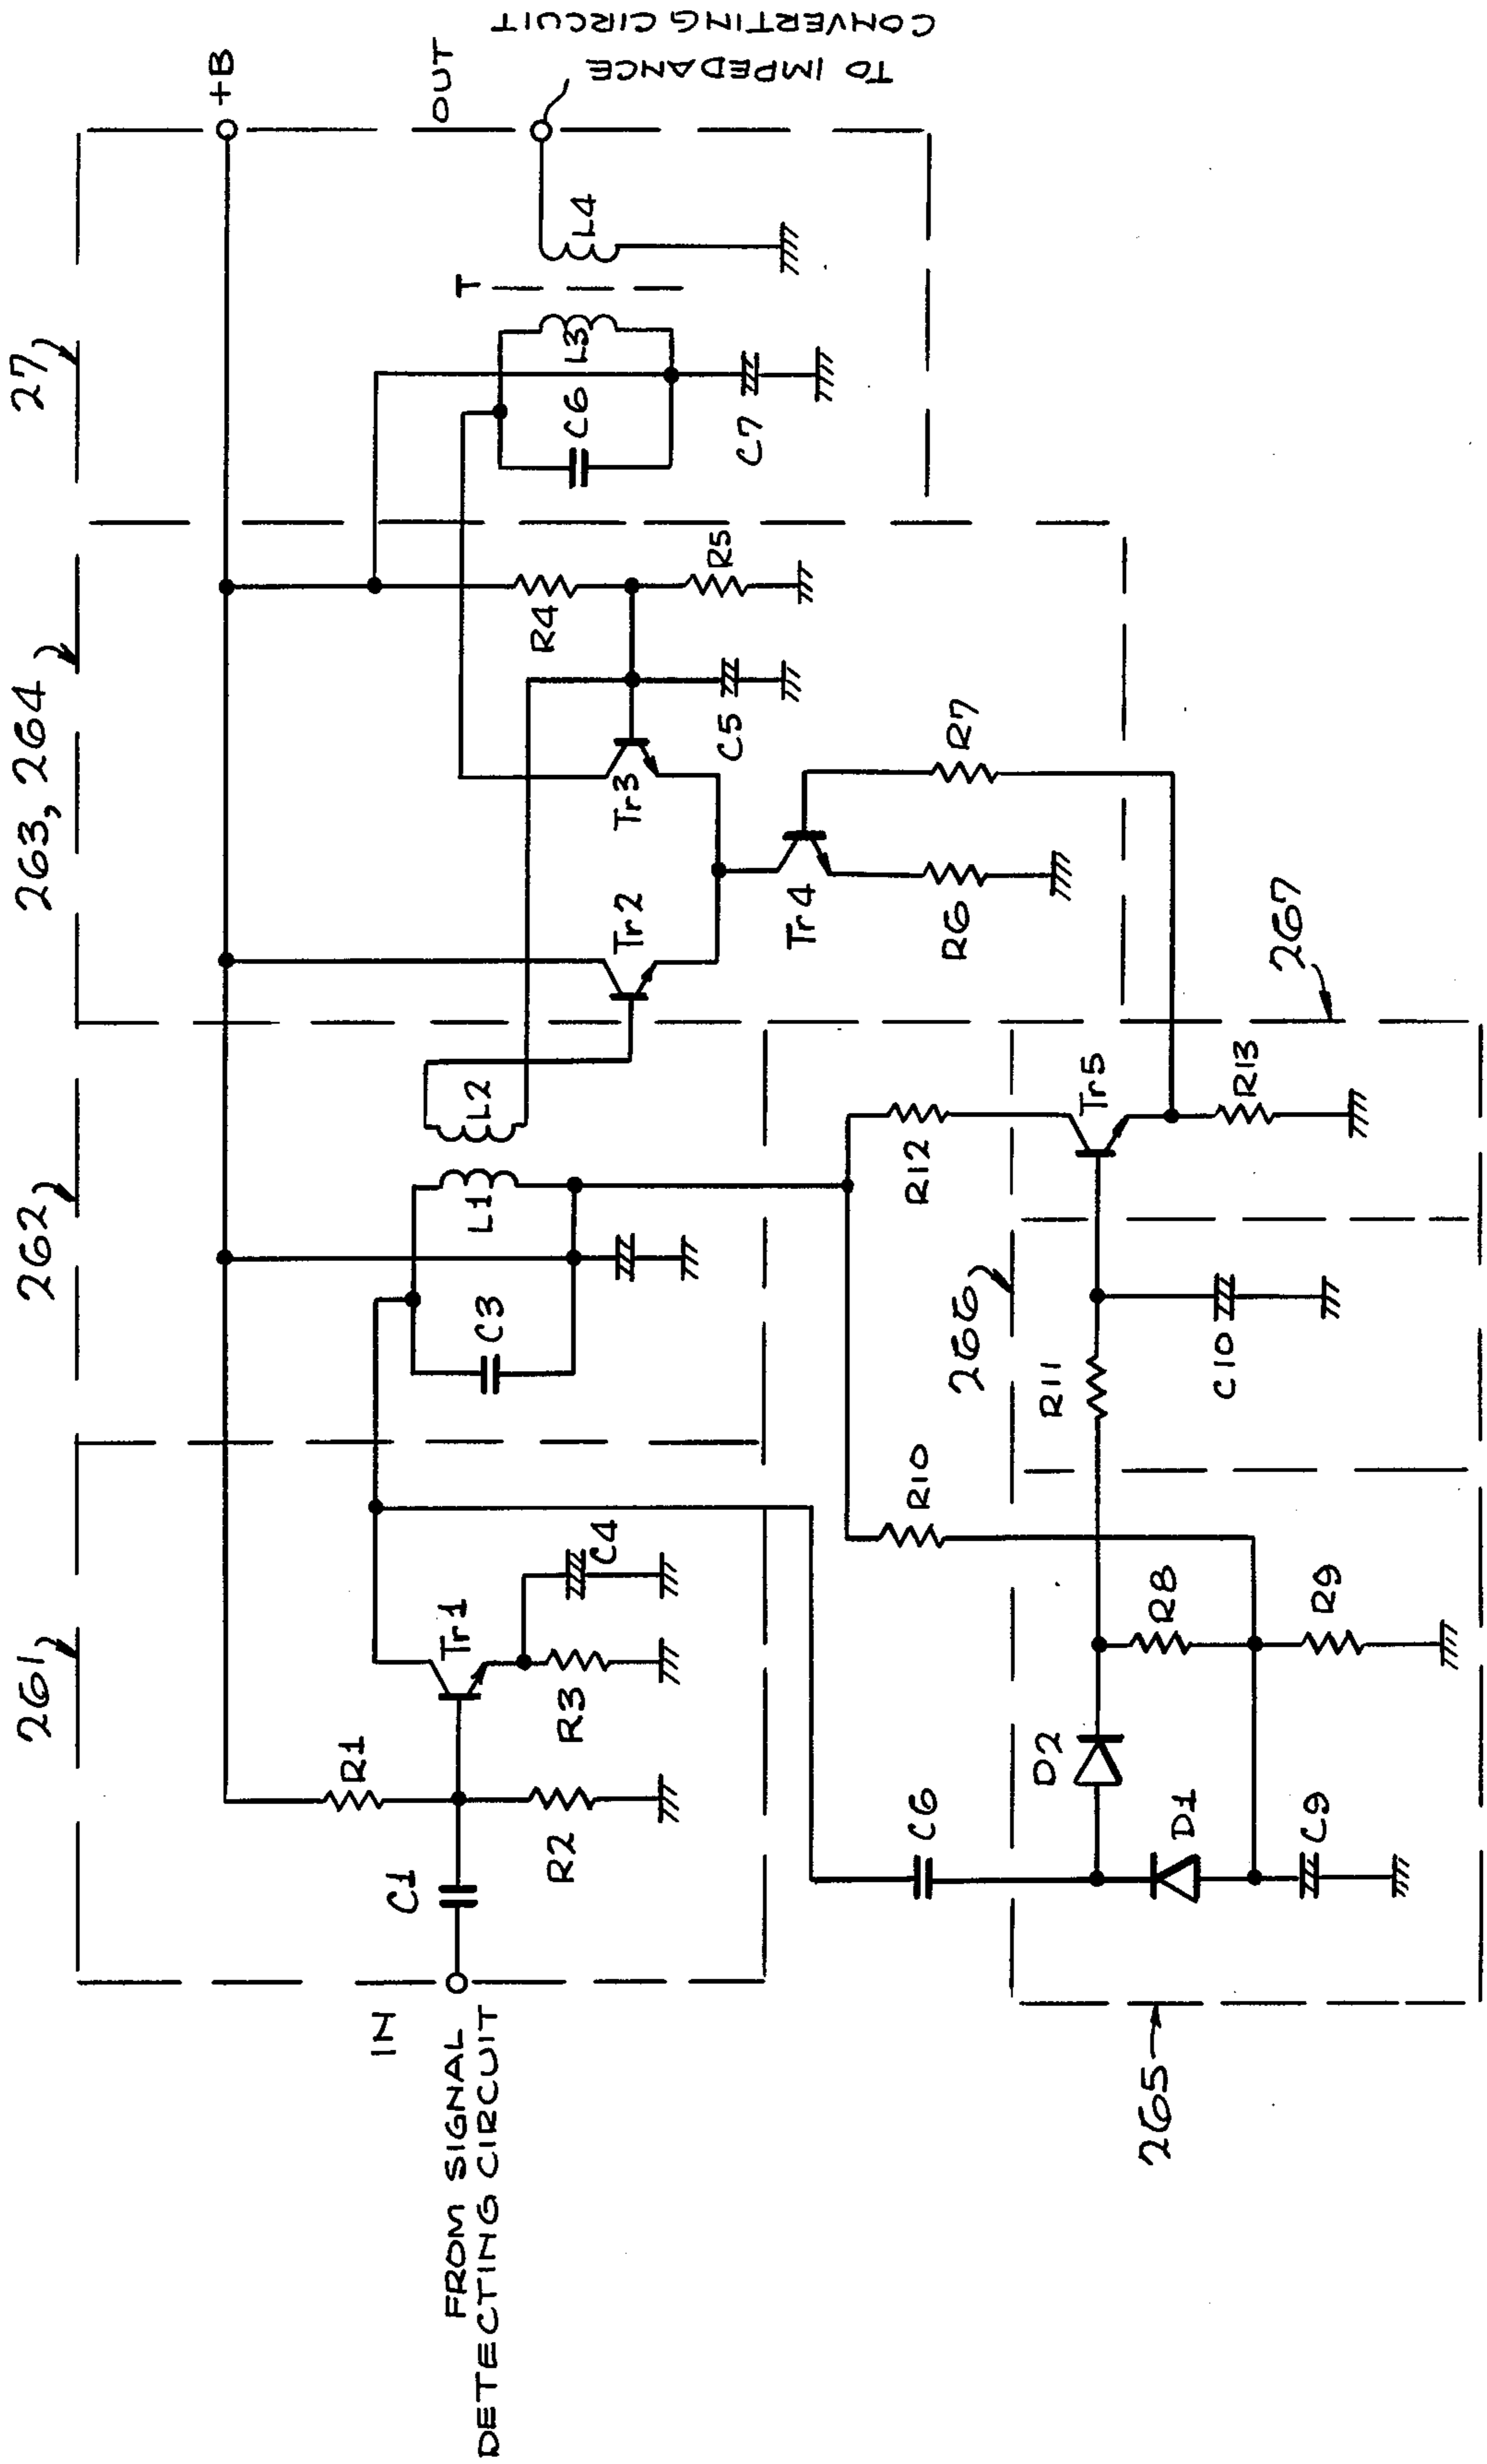 261
262
263, 264
27
+B
OUT
TO IMPEDANCE
CONVERTING CIRCUIT
IN
FROM SIGNAL
DETECTING CIRCUIT
C1
R1
R2
Tr1
R3
C4
C3
L1
L2
Tr2
Tr3
R4
R5
C5
C6
L3
T
L4
C7
Tr4
R6
R7
C6
R10
R12
265
266
267
D2
D1
C9
R8
R9
R11
C10
Tr5
R13